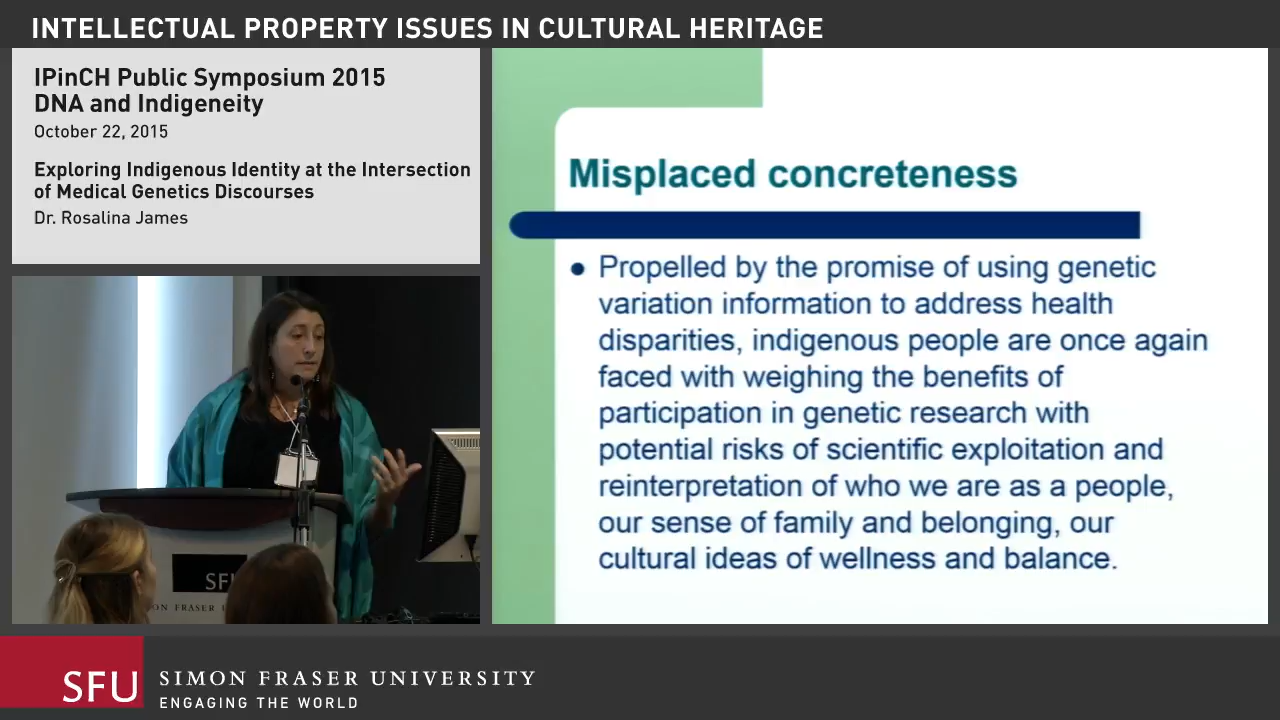 INTELLECTUAL PROPERTY ISSUES IN CULTURAL HERITAGE
IPinCH Public Symposium 2015
DNA and Indigeneity
October 22, 2015
Exploring Indigenous Identity at the Intersection
of Medical Genetics Discourses
Dr. Rosalina James
Misplaced concreteness
• Propelled by the promise of using genetic
variation information to address health
disparities, indigenous people are once again
faced with weighing the benefits of
participation in genetic research with
potential risks of scientific exploitation and
reinterpretation of who we are as a people,
our sense of family and belonging, our
cultural ideas of wellness and balance.
SFU
SFU
SIMON FRASER UNIVERSITY
ENGAGING THE WORLD